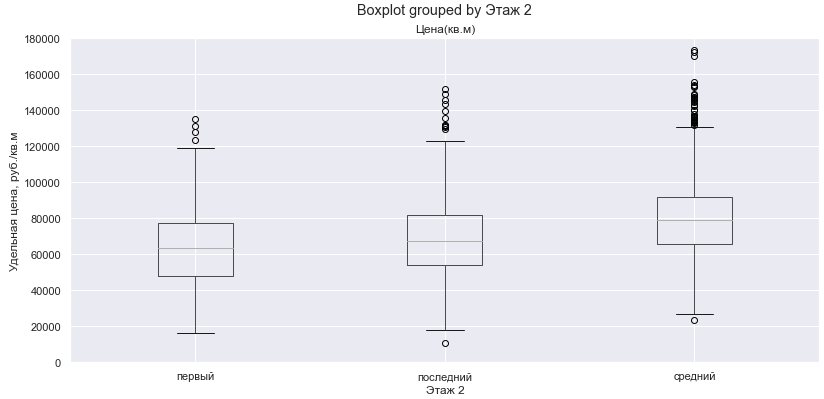 Boxplot grouped by Этаж 2
Цена(кв.м)
Удельная цена, руб./кв.м
180000
160000
140000
120000
100000
80000
60000
40000
20000
0
первый
последний
средний
Этаж 2